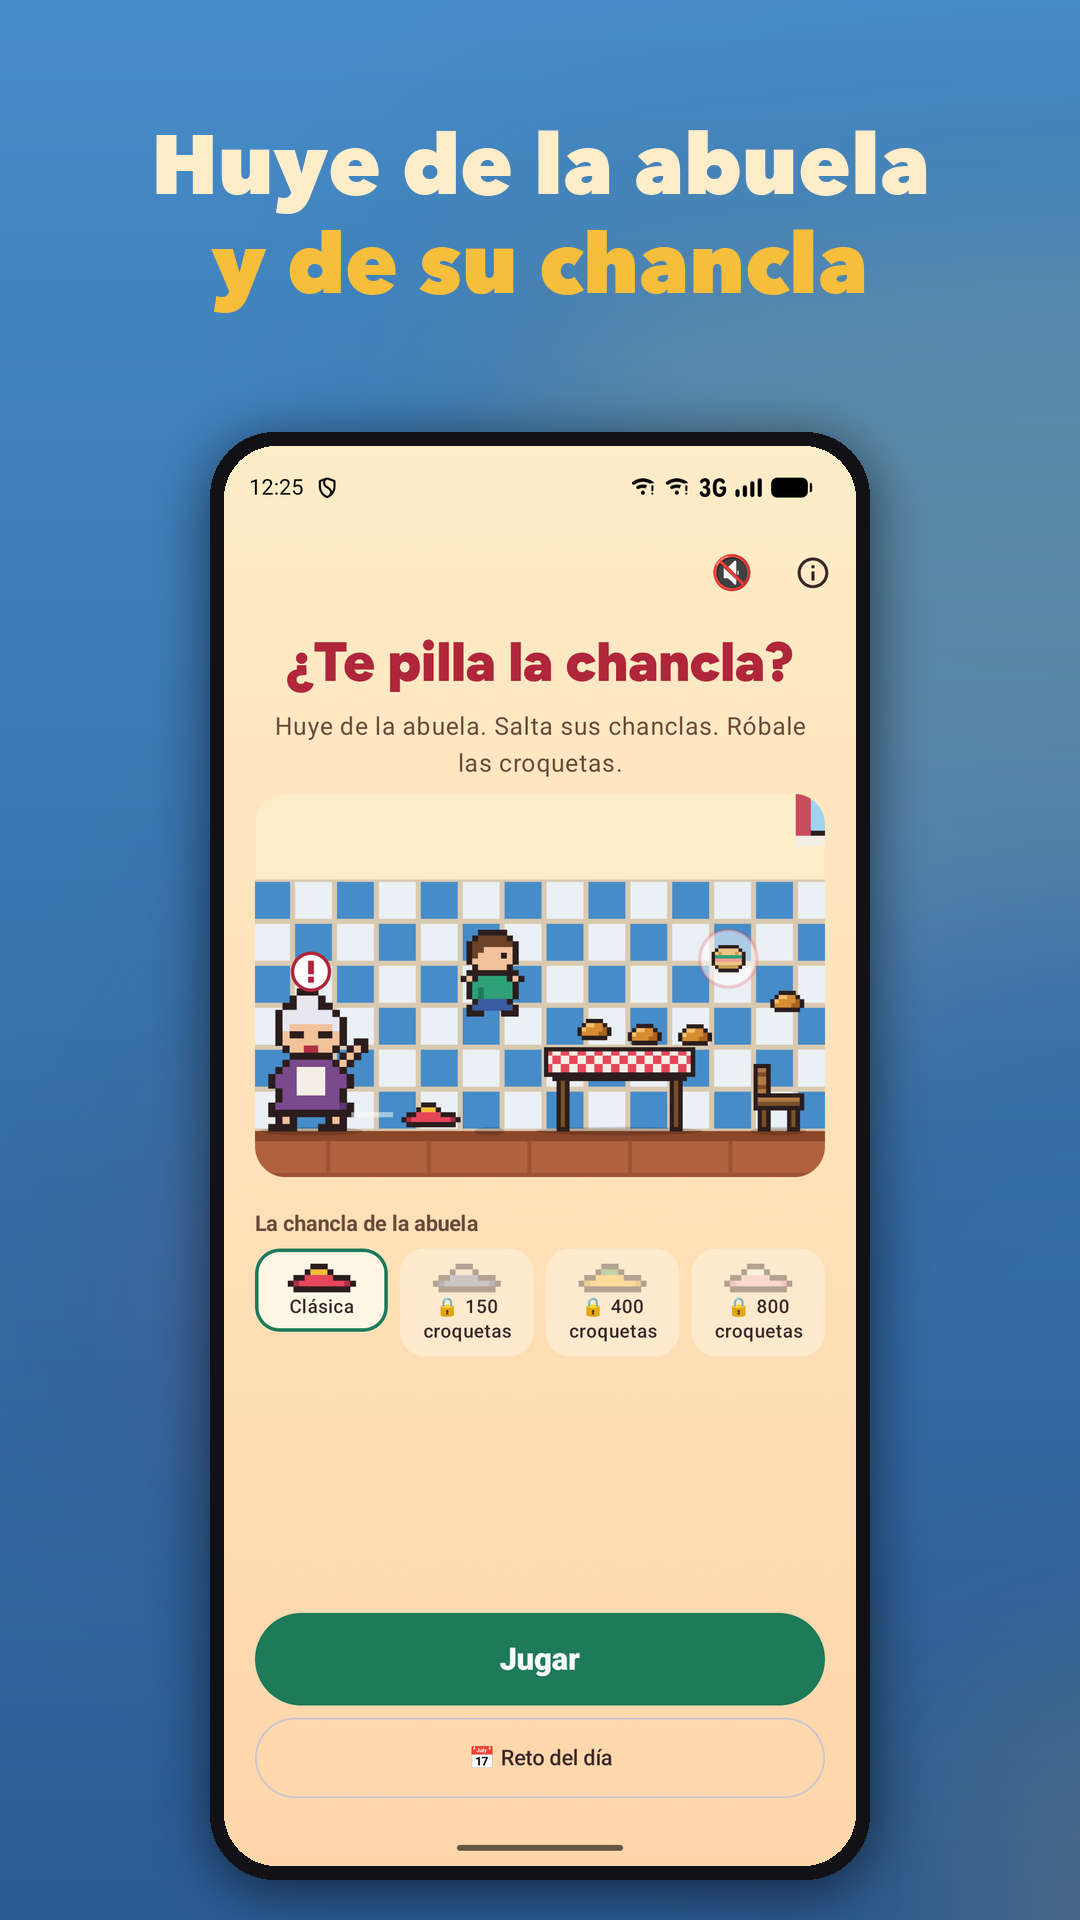 Huye de la abuela
y de su chancla
12:25
3G
¿Te pilla la chancla?
Huye de la abuela. Salta sus chanclas. Róbale
las croquetas.
!
La chancla de la abuela
Clásica
🔒 150
croquetas
🔒 400
croquetas
🔒 800
croquetas
Jugar
📅 Reto del día